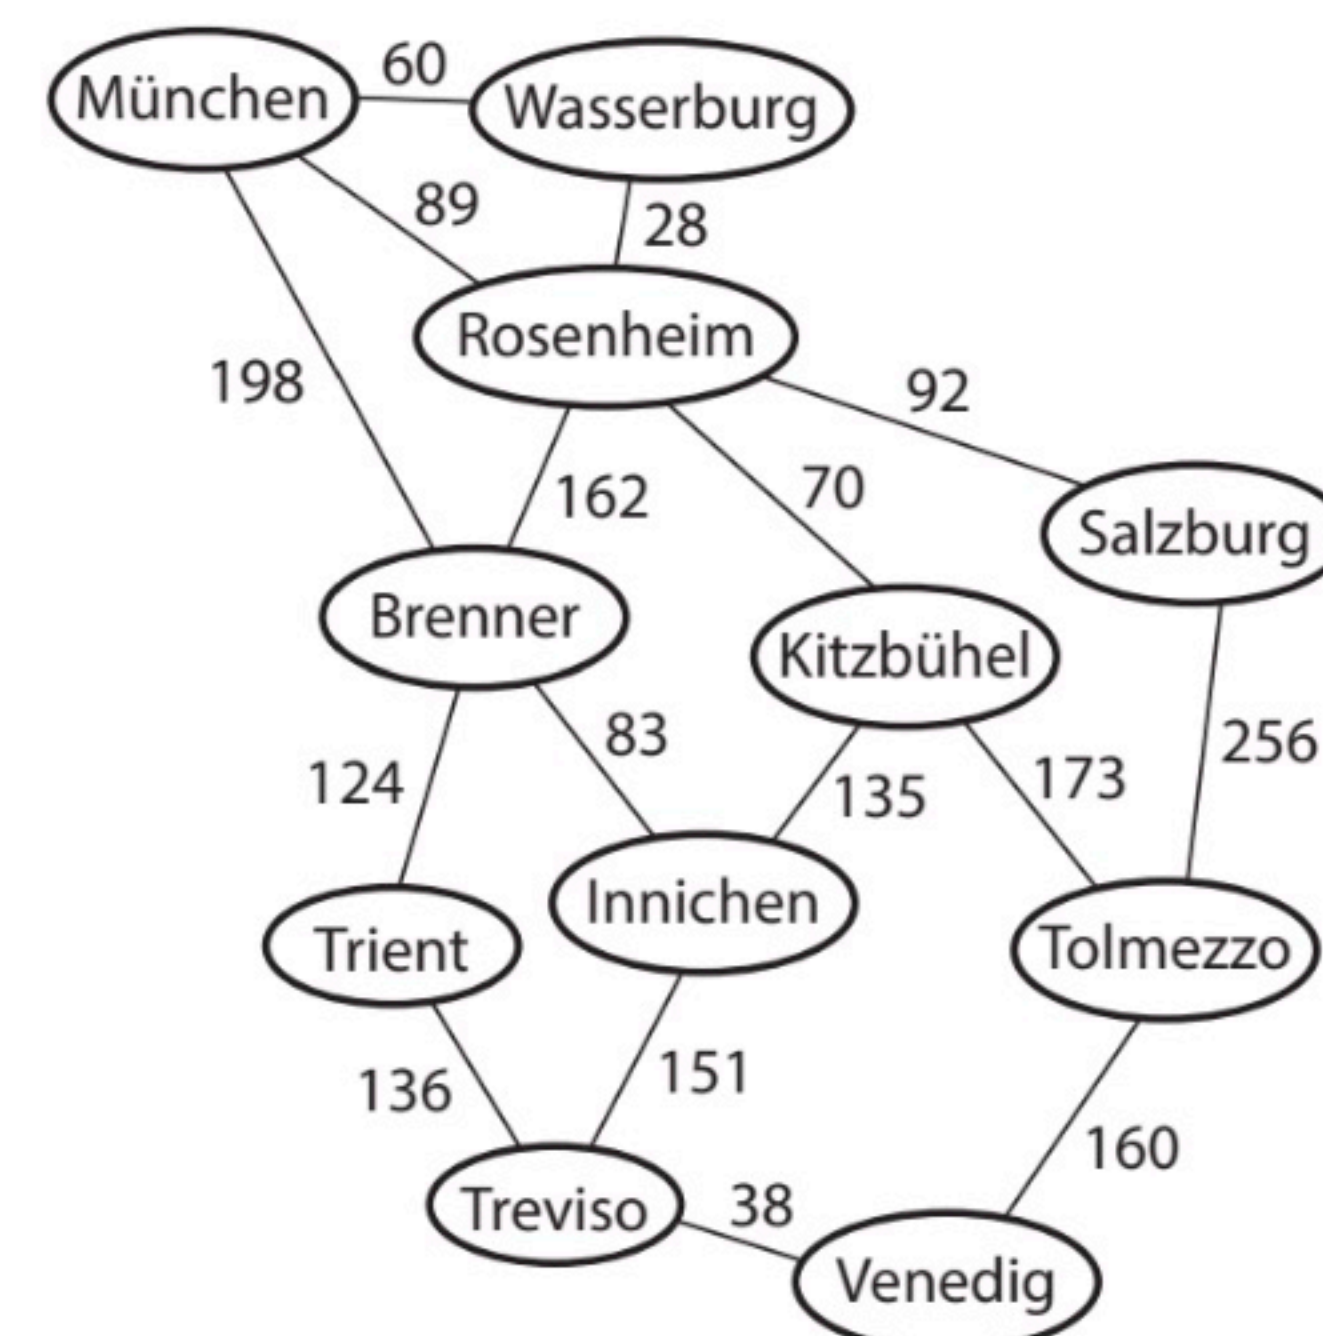 60
München
Wasserburg
89
28
Rosenheim
198
92
162
70
Salzburg
Brenner
Kitzbühel
83
256
124
135
173
Innichen
Trient
Tolmezzo
136
151
160
38
Treviso
Venedig